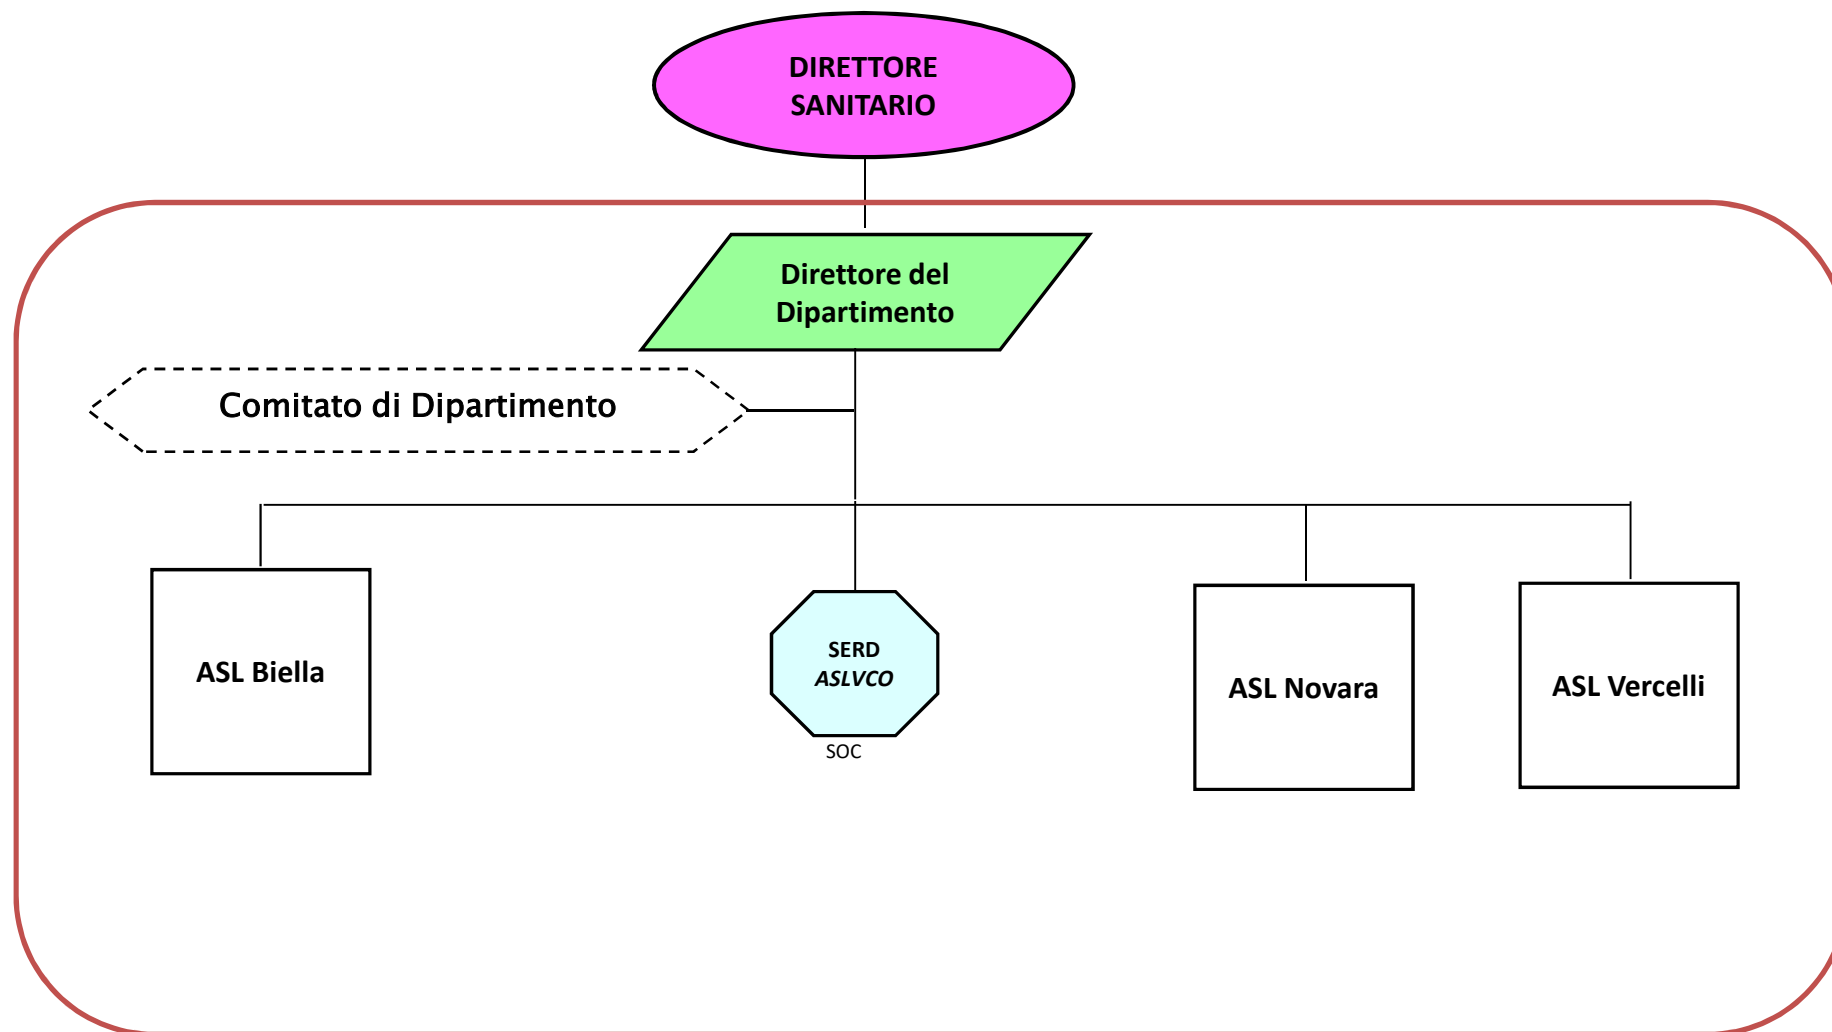 DIRETTORE
SANITARIO
Direttore del
Dipartimento
Comitato di Dipartimento
ASL Biella
SERD
ASLVCO
SOC
ASL Novara
ASL Vercelli